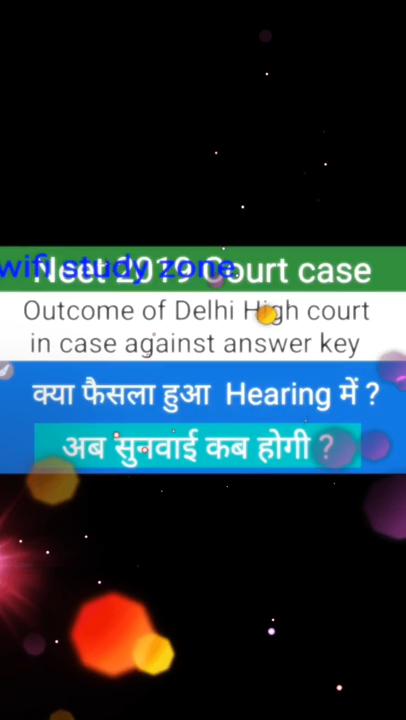 wifi study zone
Neet 2019 Court case
Outcome of Delhi High court
in case against answer key
क्या फैसला हुआ Hearing में ?
अब सुनवाई कब होगी ?